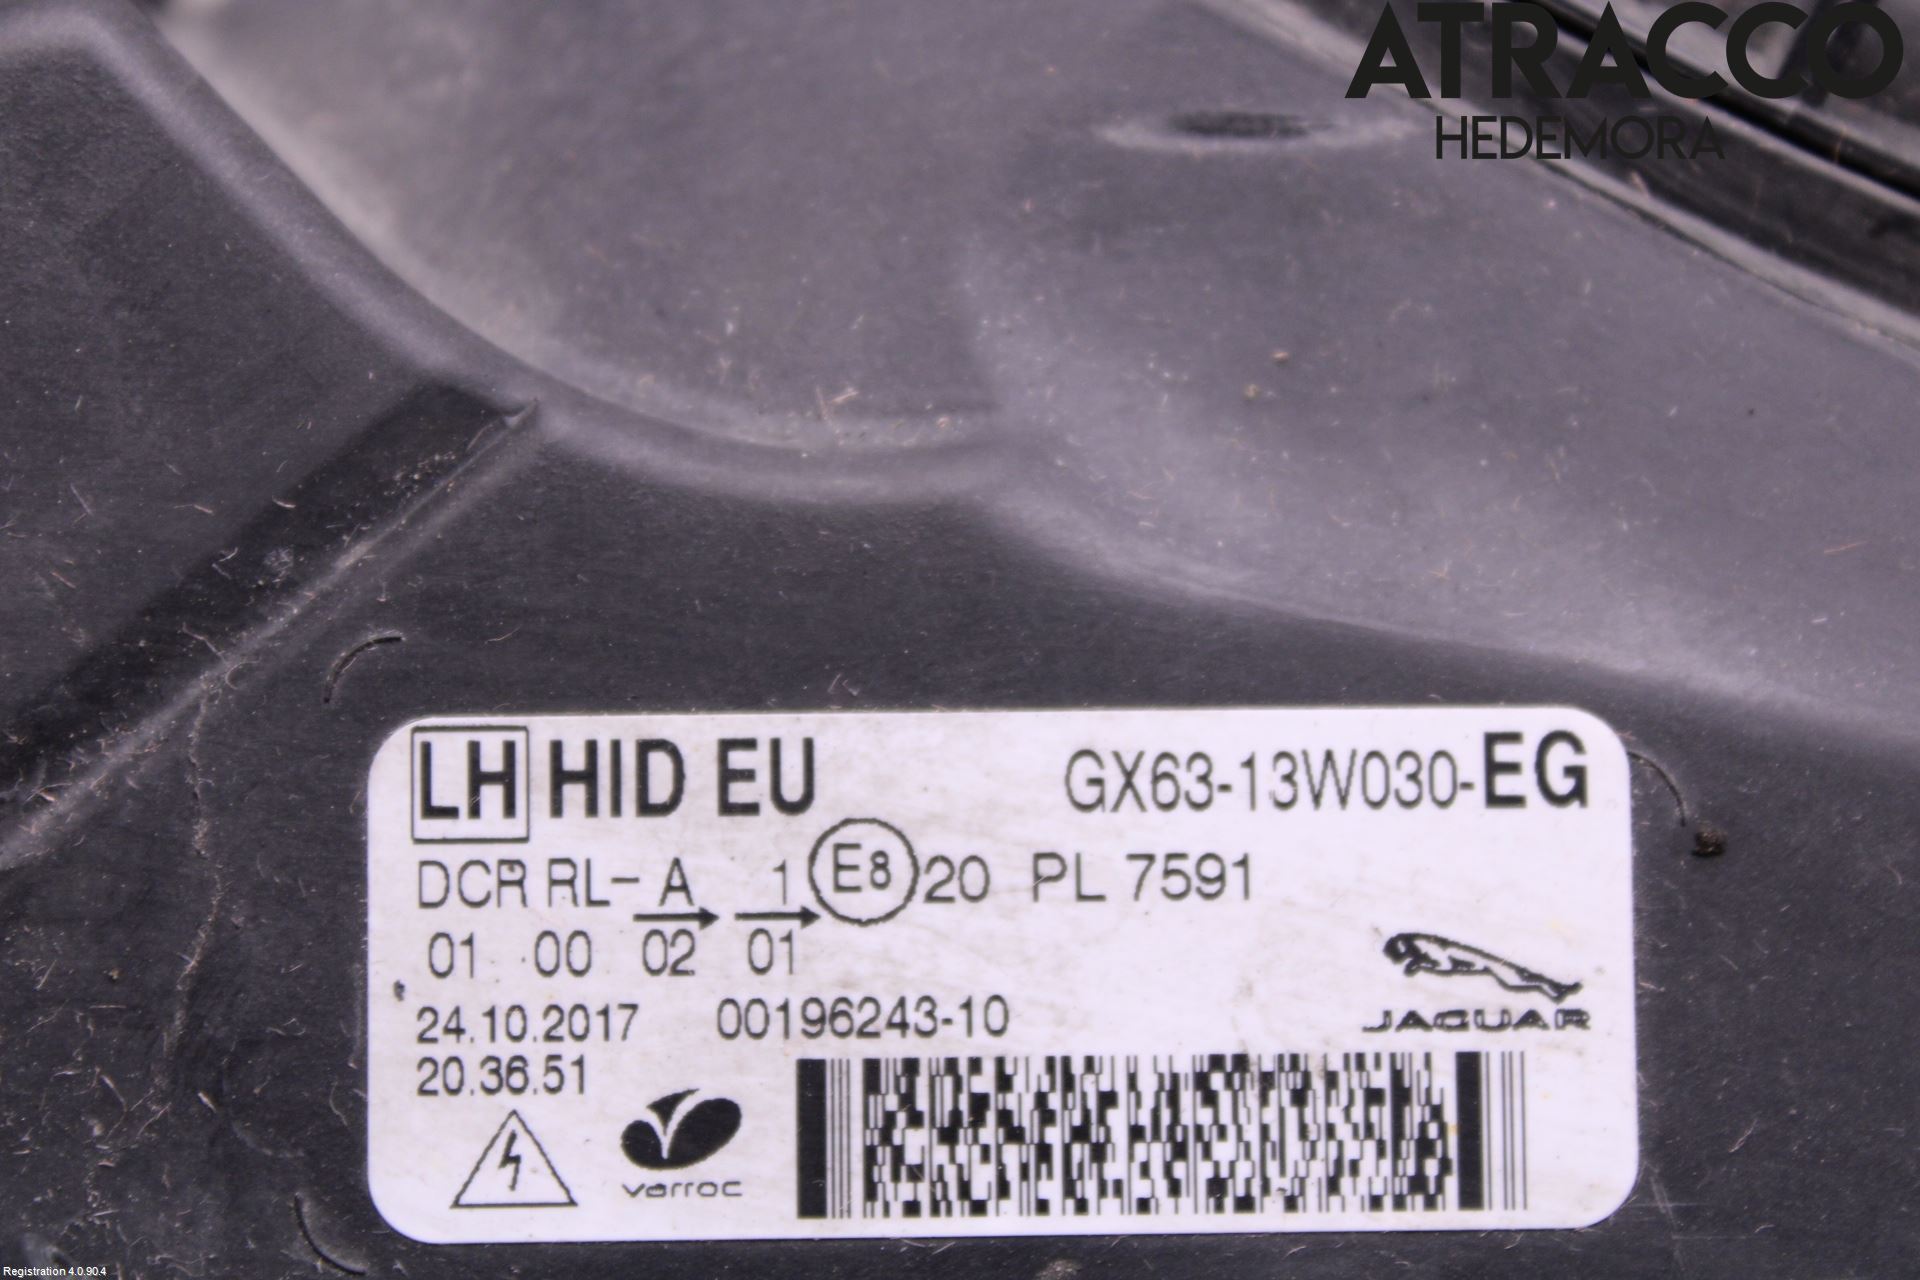 ATRACCO
HEDEMORA
LH HID EU GX63-13W030-EG
DCR RL- A 1 E8 20 PL 7591
01 00 02 01
24.10.2017 00196243-10
20.36.51
JAGUAR
varroc
Registration 4.0.90.4